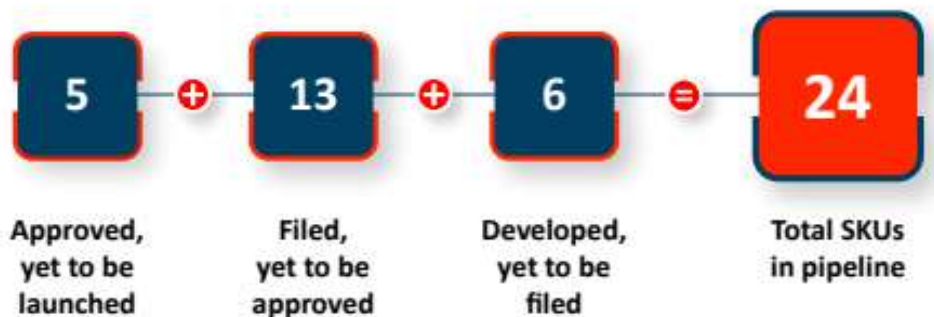 5 + 13 + 6 = 24
Approved,
yet to be
launched
Filed,
yet to be
approved
Developed,
yet to be
filed
Total SKUs
in pipeline